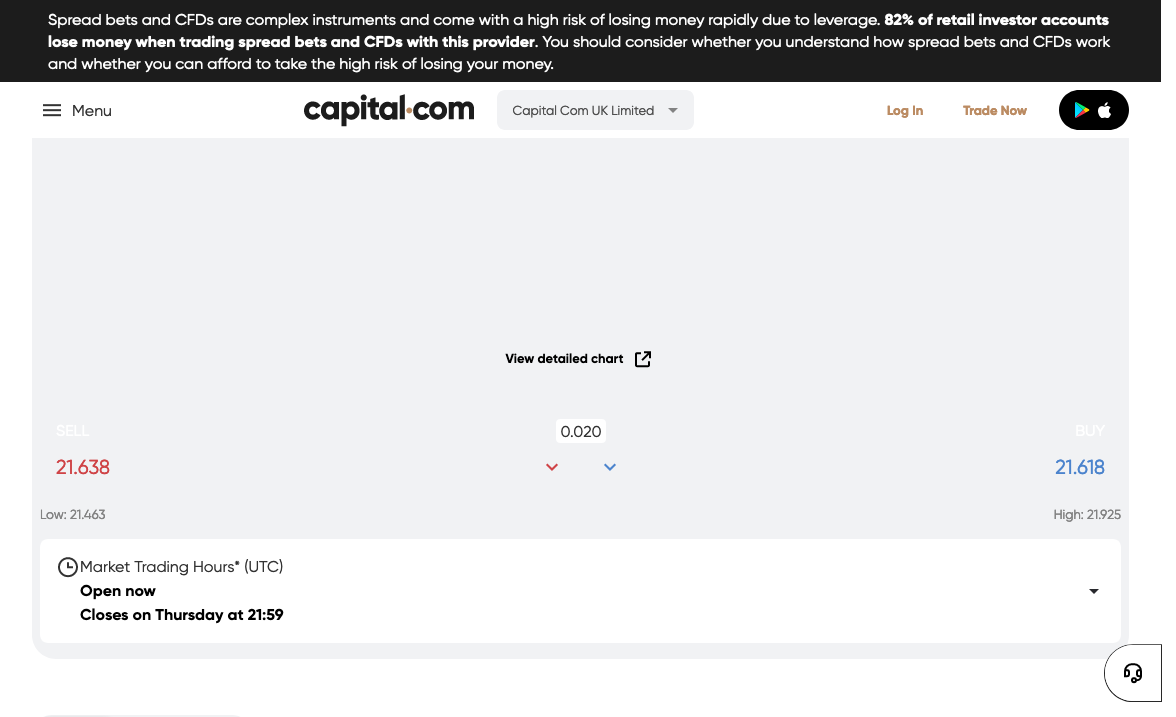 Spread bets and CFDs are complex instruments and come with a high risk of losing money rapidly due to leverage. 82% of retail investor accounts
lose money when trading spread bets and CFDs with this provider. You should consider whether you understand how spread bets and CFDs work
and whether you can afford to take the high risk of losing your money.
Menu
capital.com
Capital Com UK Limited
Log In
Trade Now
View detailed chart
SELL
0.020
BUY
21.638
21.618
Low: 21.463
High: 21.925
Market Trading Hours* (UTC)
Open now
Closes on Thursday at 21:59